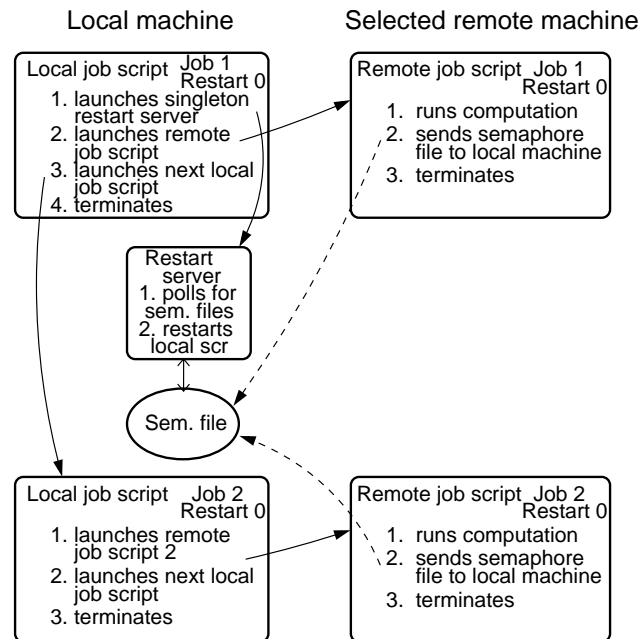 Local machine
Selected remote machine
Local job script Job 1
Restart 0
1. launches singleton
restart server
2. launches remote
job script
3. launches next local
job script
4. terminates
Remote job script Job 1
Restart 0
1. runs computation
2. sends semaphore
file to local machine
3. terminates
Restart
server
1. polls for
sem. files
2. restarts
local scr
Sem. file
Local job script Job 2
Restart 0
1. launches remote
job script 2
2. launches next local
job script
3. terminates
Remote job script Job 2
Restart 0
1. runs computation
2. sends semaphore
file to local machine
3. terminates